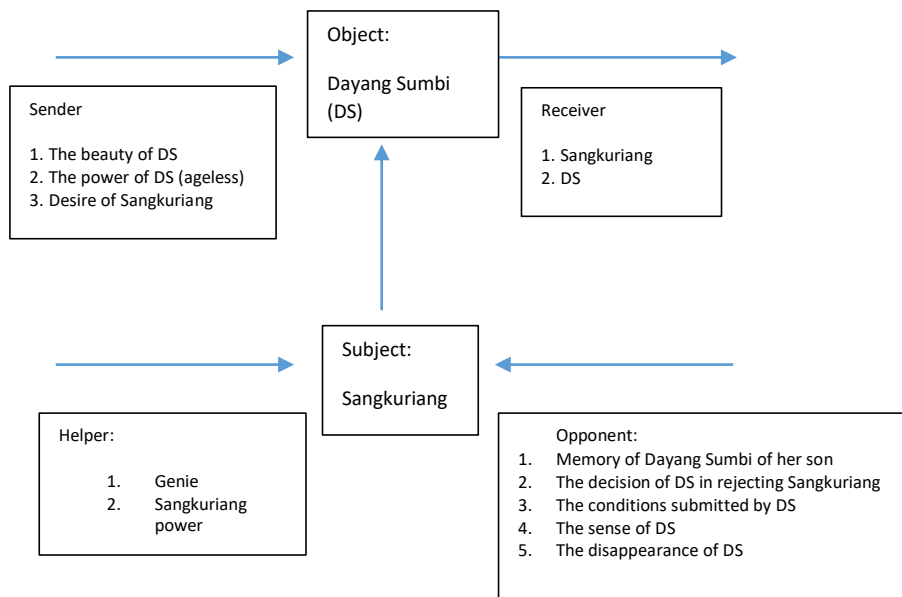 Object:
Dayang Sumbi
(DS)
Sender
1. The beauty of DS
2. The power of DS (ageless)
3. Desire of Sangkuriang
Receiver
1. Sangkuriang
2. DS
Subject:
Sangkuriang
Helper:
1. Genie
2. Sangkuriang
power
Opponent:
1. Memory of Dayang Sumbi of her son
2. The decision of DS in rejecting Sangkuriang
3. The conditions submitted by DS
4. The sense of DS
5. The disappearance of DS